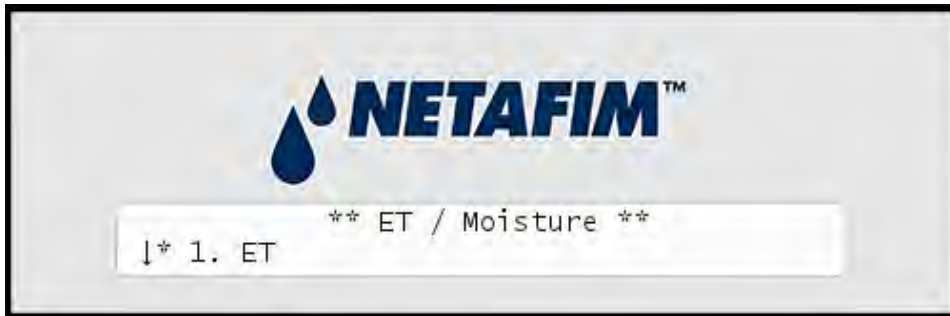 NETAFIM™
** ET / Moisture **
↓* 1. ET